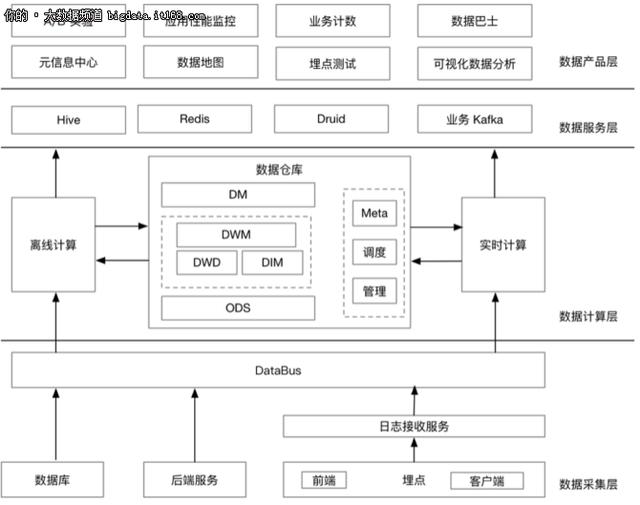 你的 · 大数据频道 bigdata.it168.com
A/B 实验
应用性能监控
业务计数
数据巴士
元信息中心
数据地图
埋点测试
可视化数据分析
数据产品层
Hive
Redis
Druid
业务 Kafka
数据服务层
数据仓库
DM
DWM
DWD
DIM
ODS
Meta
调度
管理
离线计算
实时计算
数据计算层
DataBus
日志接收服务
数据库
后端服务
前端
埋点
客户端
数据采集层